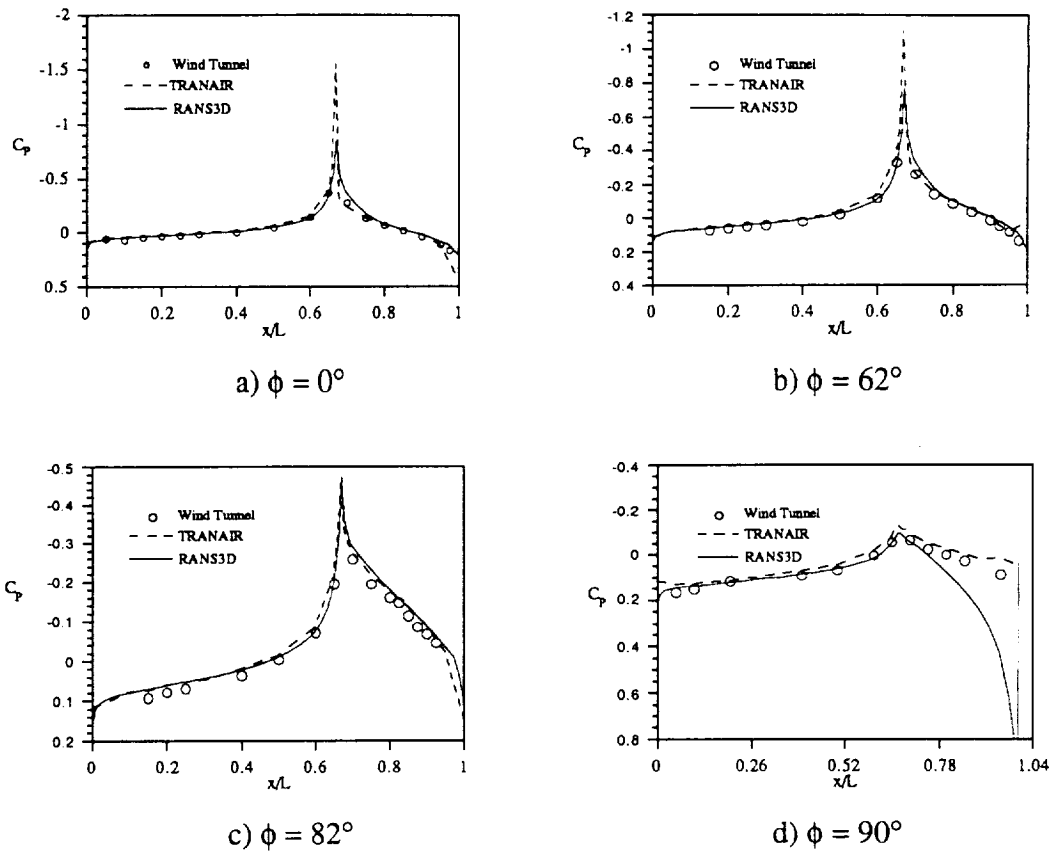 -2
-1.5
-1
-0.5
0
0.5
Cp
Wind Tunnel
TRANAIR
RANS3D
0 0.2 0.4 0.6 0.8 1
x/L
a) ϕ = 0°
-1.2
-1
-0.8
-0.6
-0.4
-0.2
0
0.2
0.4
Cp
Wind Tunnel
TRANAIR
RANS3D
0 0.2 0.4 0.6 0.8 1
x/L
b) ϕ = 62°
-0.5
-0.4
-0.3
-0.2
-0.1
0
0.1
0.2
Cp
Wind Tunnel
TRANAIR
RANS3D
0 0.2 0.4 0.6 0.8 1
x/L
c) ϕ = 82°
-0.4
-0.2
0
0.2
0.4
0.6
0.8
Cp
Wind Tunnel
TRANAIR
RANS3D
0 0.26 0.52 0.78 1.04
x/L
d) ϕ = 90°